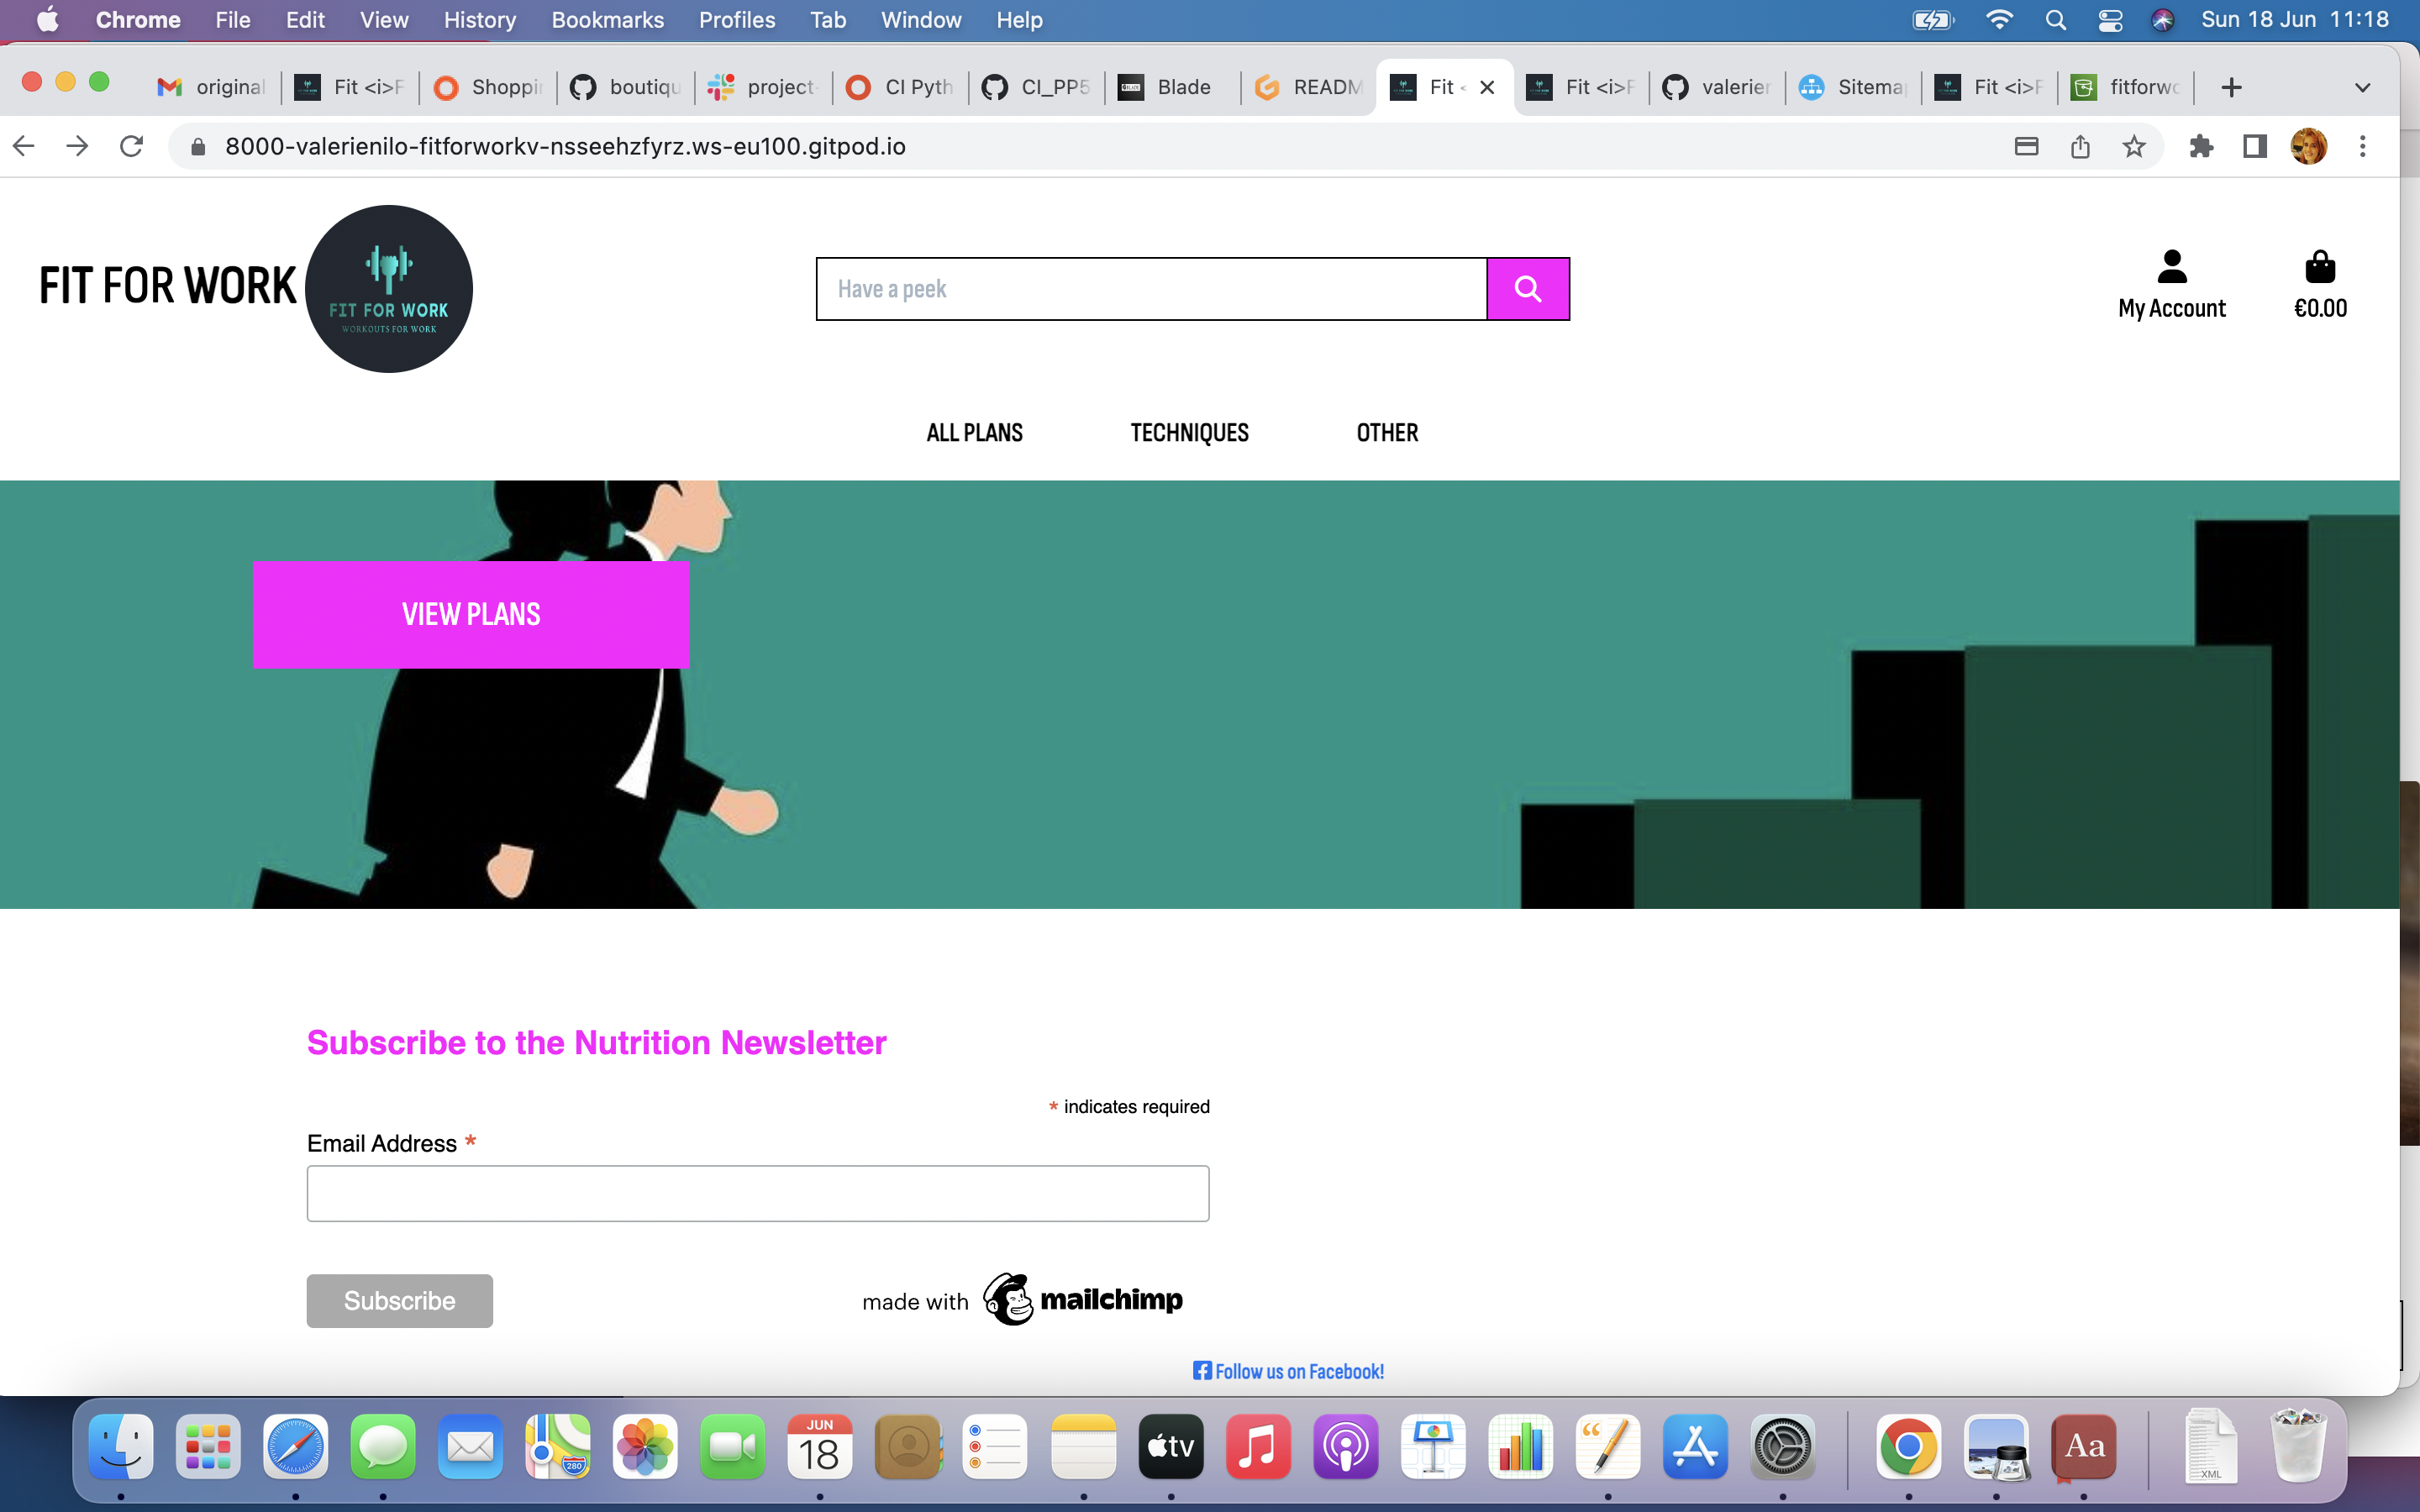 Chrome File Edit View History Bookmarks Profiles Tab Window Help Sun 18 Jun 11:18
original Fit <i>F Shoppi boutiqu project- CI Pyth CI_PP5 Blade READM Fit < Fit <i>F valerie Sitema Fit <i>F fitforwo
8000-valerienilo-fitforworkv-nsseehzfyrz.ws-eu100.gitpod.io
FIT FOR WORK
FIT FOR WORK
WORKOUTS FOR WORK
Have a peek
My Account
€0.00
ALL PLANS TECHNIQUES OTHER
VIEW PLANS
Subscribe to the Nutrition Newsletter
* indicates required
Email Address *
Subscribe
made with mailchimp
Follow us on Facebook!
JUN
18
280
tv
Aa
XML